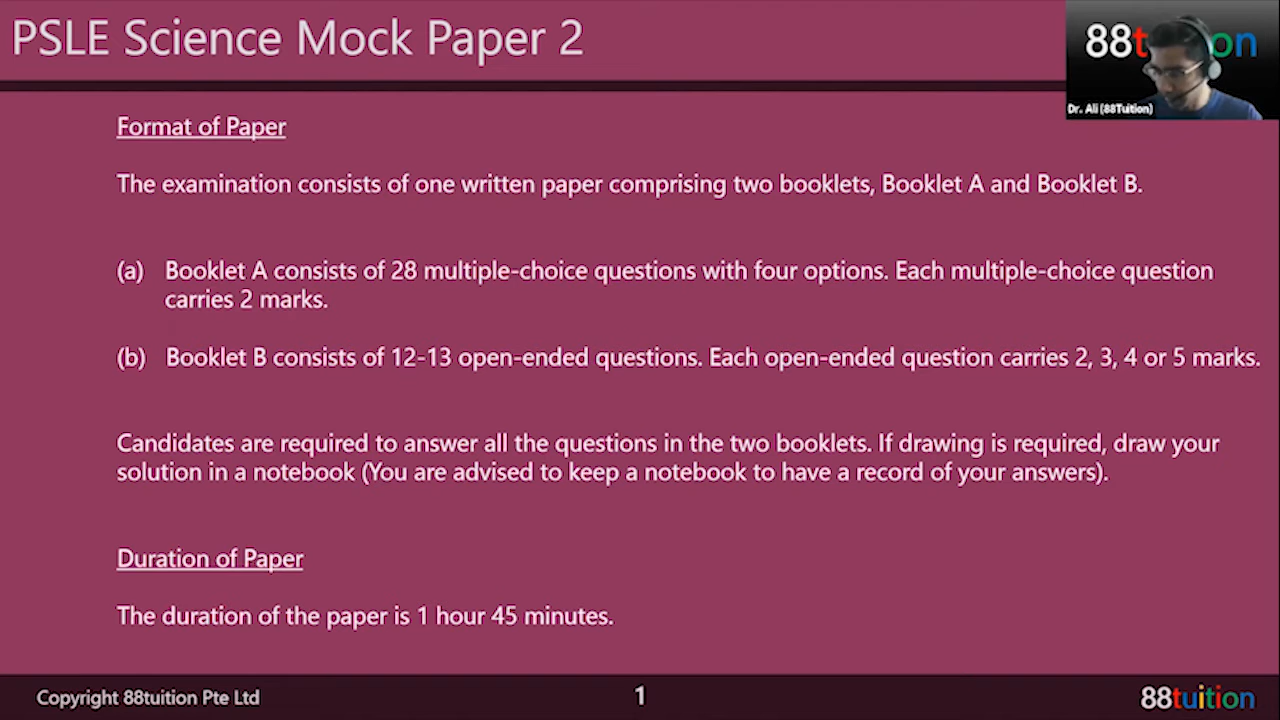 PSLE Science Mock Paper 2
88t on
Dr. Ali (88Tuition)
Format of Paper
The examination consists of one written paper comprising two booklets, Booklet A and Booklet B.
(a) Booklet A consists of 28 multiple-choice questions with four options. Each multiple-choice question
carries 2 marks.
(b) Booklet B consists of 12-13 open-ended questions. Each open-ended question carries 2, 3, 4 or 5 marks.
Candidates are required to answer all the questions in the two booklets. If drawing is required, draw your
solution in a notebook (You are advised to keep a notebook to have a record of your answers).
Duration of Paper
The duration of the paper is 1 hour 45 minutes.
Copyright 88tuition Pte Ltd
1
88tuition